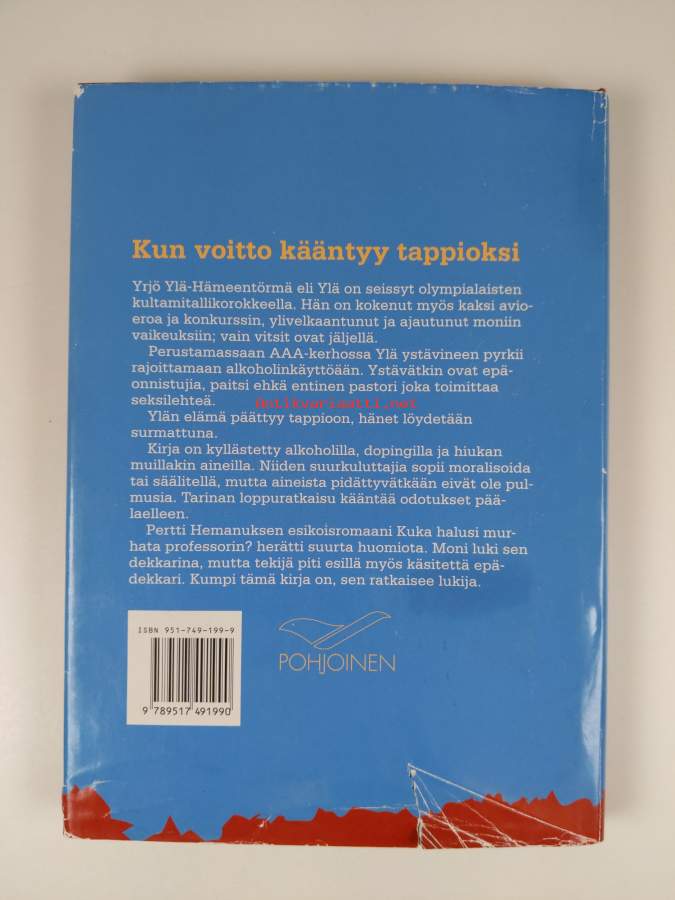 Kun voitto kääntyy tappioksi
Yrjö Ylä-Hämeentörmä eli Ylä on seissyt olympialaisten
kultamitallikorokkeella. Hän on kokenut myös kaksi avio-
eroa ja konkurssin, ylivelkaantunut ja ajautunut moniin
vaikeuksiin; vain vitsit ovat jäljellä.
Perustamassaan AAA-kerhossa Ylä ystävineen pyrkii
rajoittamaan alkoholinkäyttöään. Ystävätkin ovat epä-
onnistujia, paitsi ehkä entinen pastori joka toimittaa
seksilehteä.
antikvariaatti.net
Ylän elämä päättyy tappioon, hänet löydetään
surmattuna.
Kirja on kyllästetty alkoholilla, dopingilla ja hiukan
muillakin aineilla. Niiden suurkuluttajia sopii moralisoida
tai säälitellä, mutta aineista pidättyvätkään eivät ole pul-
musia. Tarinan loppuratkaisu kääntää odotukset pää-
laelleen.
Pertti Hemanuksen esikoisromaani Kuka halusi mur-
hata professorin? herätti suurta huomiota. Moni luki sen
dekkarina, mutta tekijä piti esillä myös käsitettä epä-
dekkari. Kumpi tämä kirja on, sen ratkaisee lukija.
ISBN 951-749-199-9
9 789517 491990
POHJOINEN